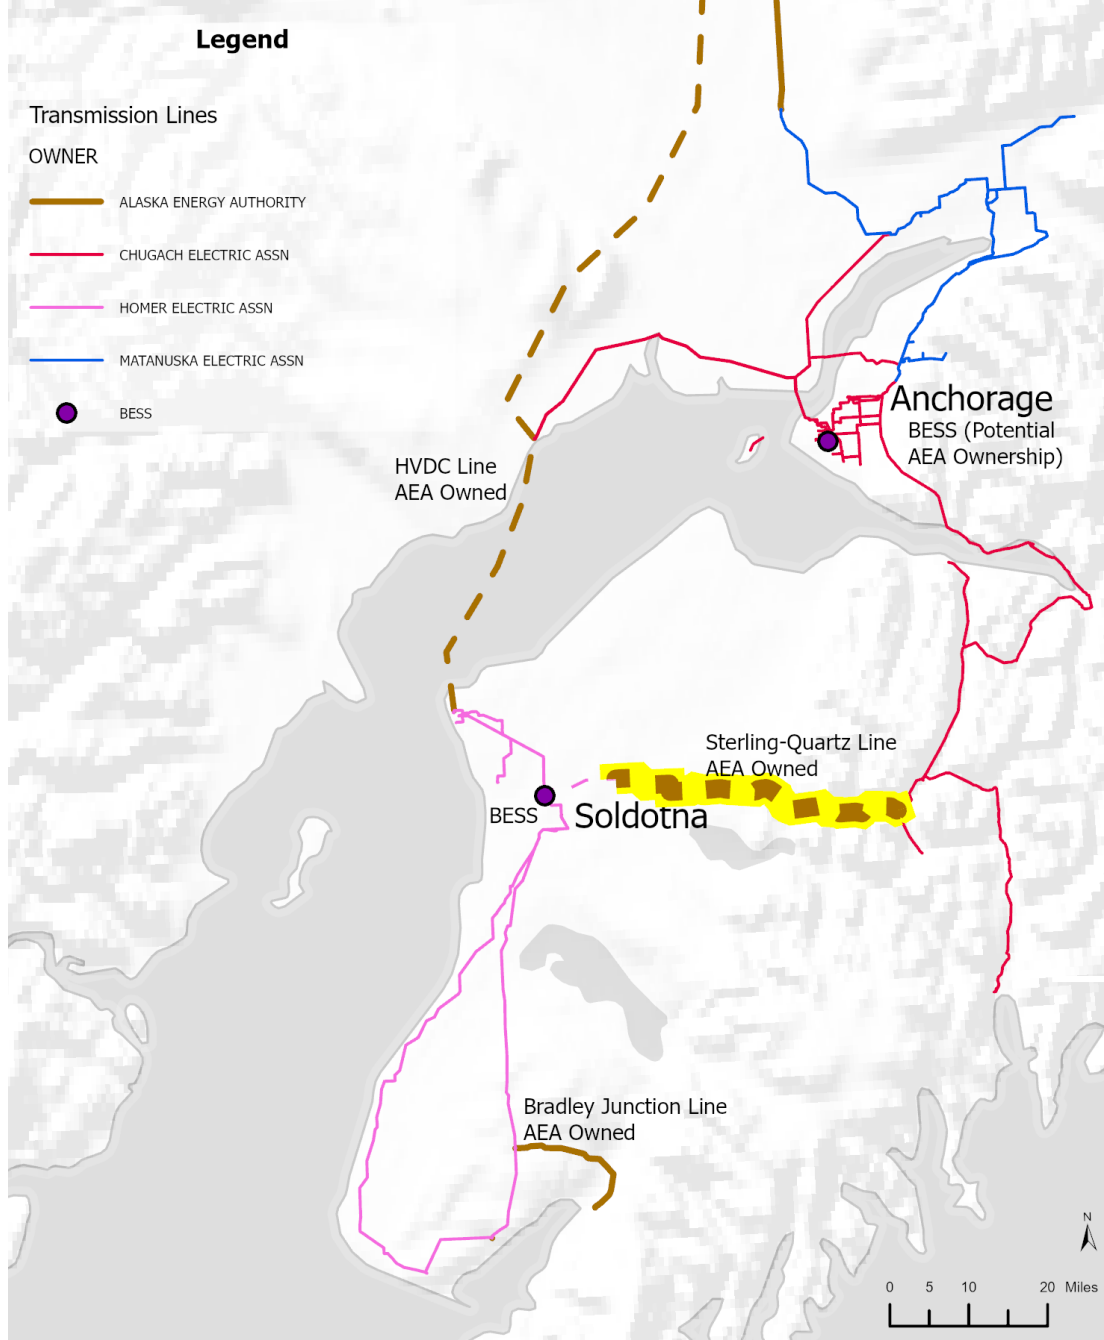 Legend
Transmission Lines
OWNER
ALASKA ENERGY AUTHORITY
CHUGACH ELECTRIC ASSN
HOMER ELECTRIC ASSN
MATANUSKA ELECTRIC ASSN
BESS
Anchorage
BESS (Potential
AEA Ownership)
HVDC Line
AEA Owned
Sterling-Quartz Line
AEA Owned
BESS
Soldotna
Bradley Junction Line
AEA Owned
N
0 5 10 20 Miles